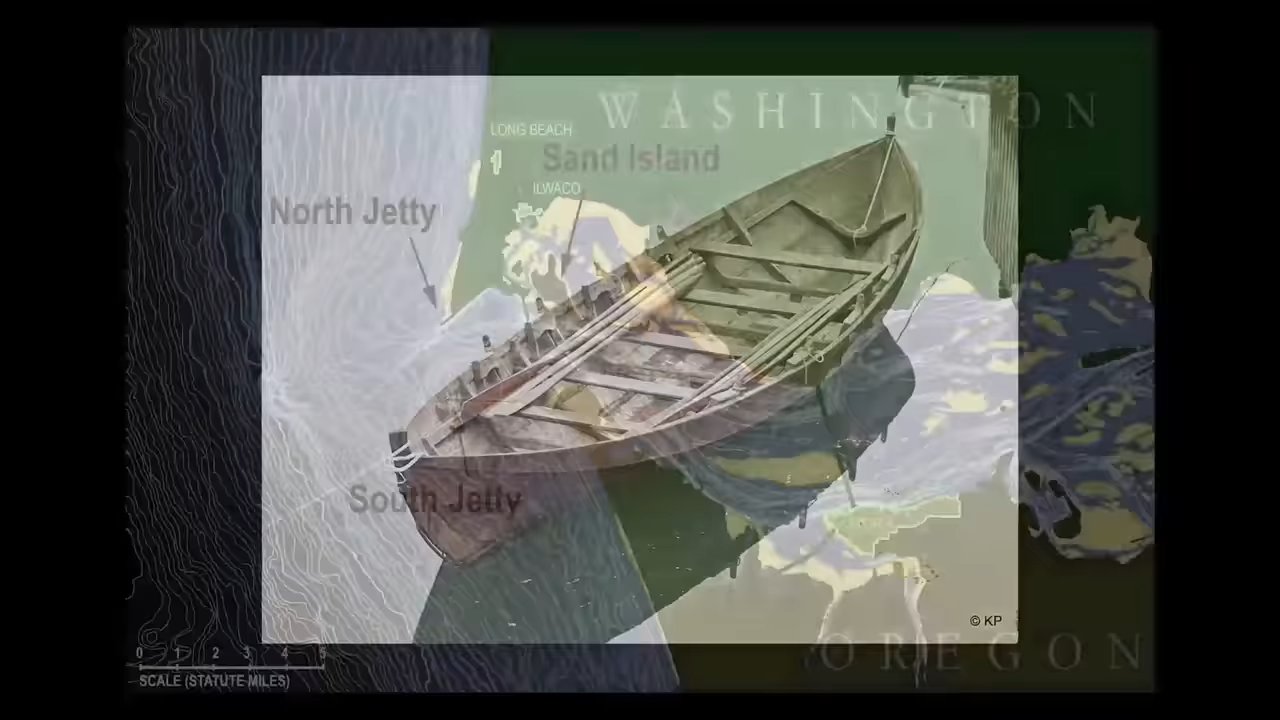 WASHINGTON
LONG BEACH
Sand Island
ILWACO
North Jetty
South Jetty
© KP
OREGON
0 1 2 3 4 5
SCALE (STATUTE MILES)